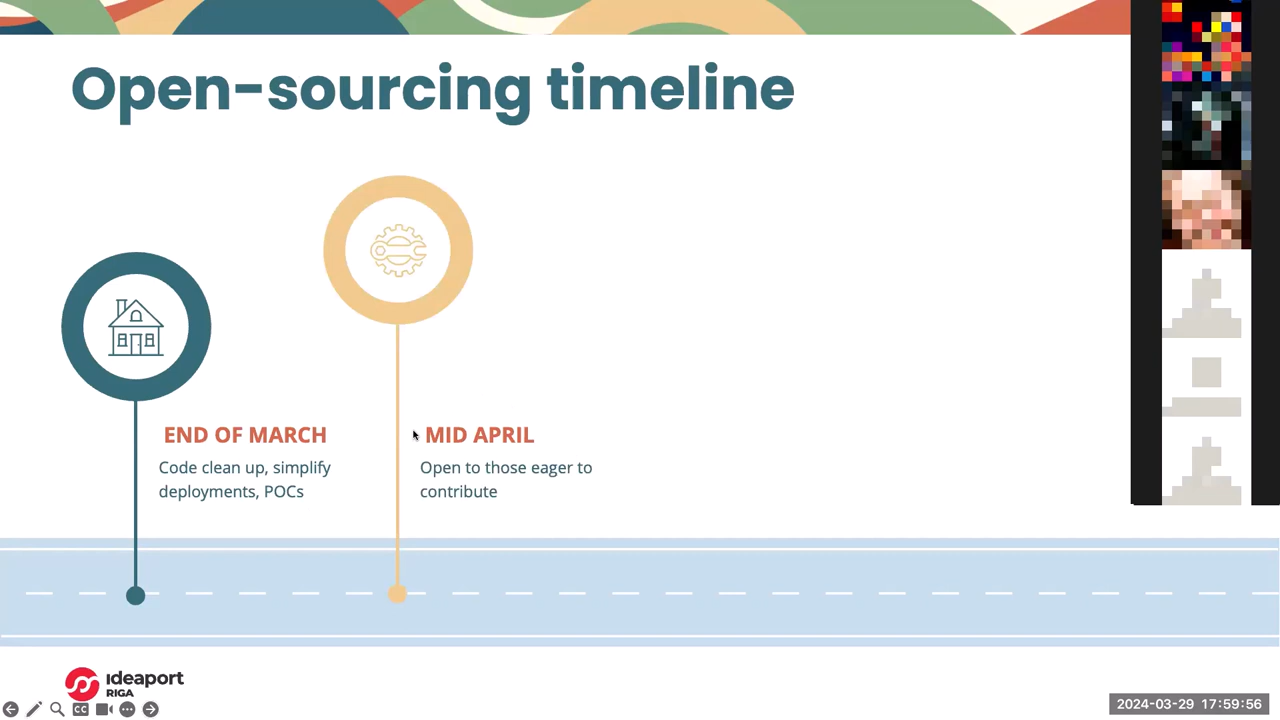 Open-sourcing timeline
END OF MARCH
Code clean up, simplify
deployments, POCs
MID APRIL
Open to those eager to
contribute
ideaport
RIGA
CC
2024-03-29 17:59:56